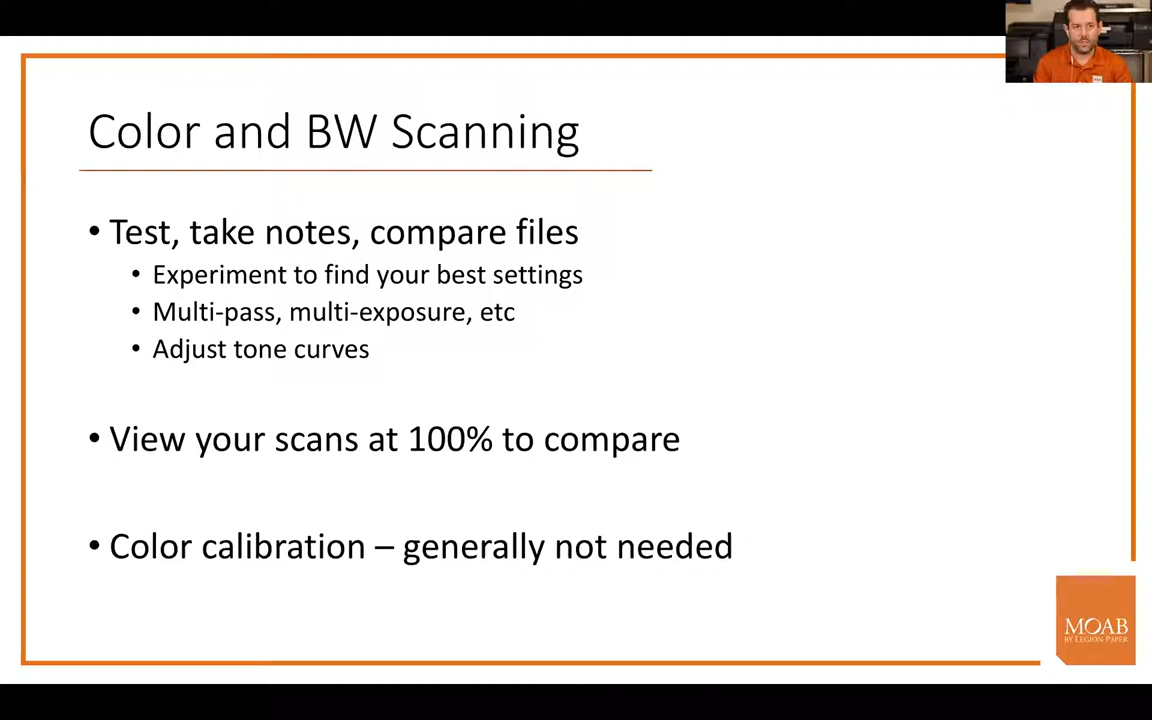 Color and BW Scanning
• Test, take notes, compare files
• Experiment to find your best settings
• Multi-pass, multi-exposure, etc
• Adjust tone curves
• View your scans at 100% to compare
• Color calibration – generally not needed
MOAB
BY LEGION PAPER